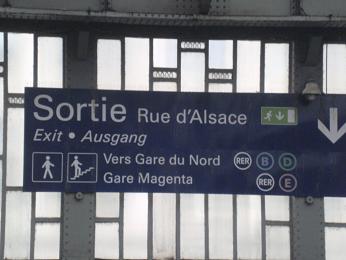 Sortie Rue d'Alsace
Exit • Ausgang
Vers Gare du Nord RER B D
Gare Magenta RER E